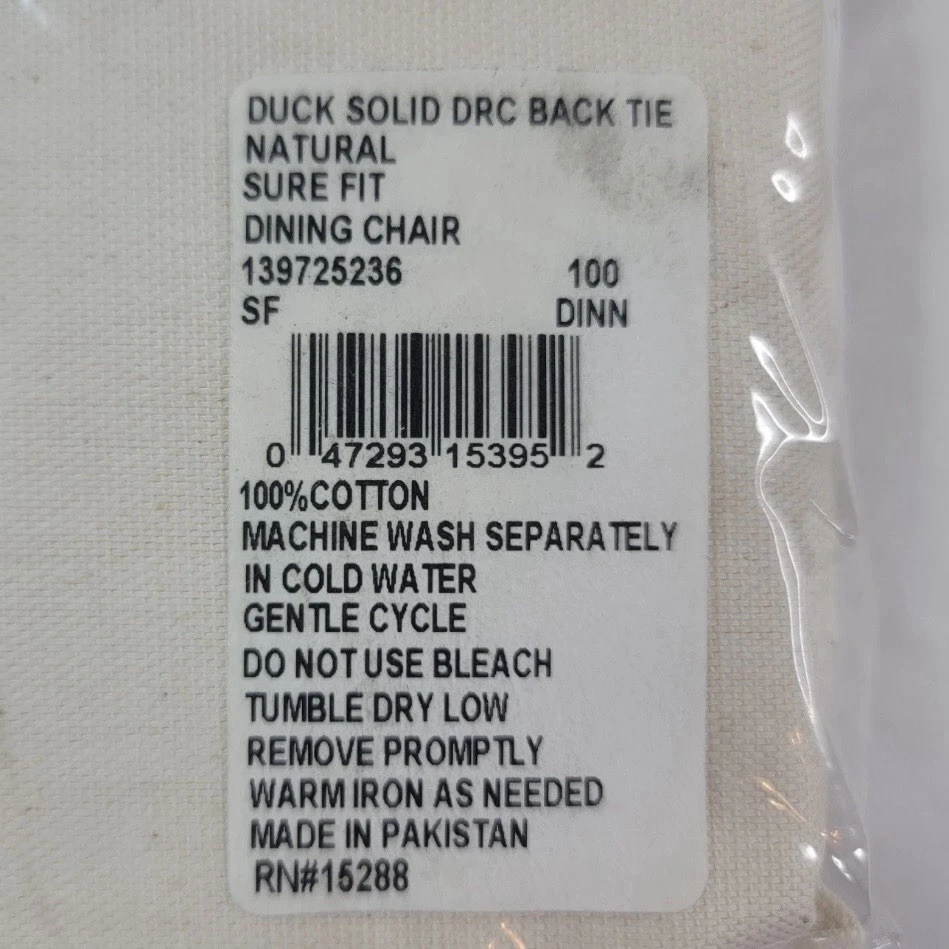 DUCK SOLID DRC BACK TIE
NATURAL
SURE FIT
DINING CHAIR
139725236 100
SF DINN
0 47293 15395 2
100%COTTON
MACHINE WASH SEPARATELY
IN COLD WATER
GENTLE CYCLE
DO NOT USE BLEACH
TUMBLE DRY LOW
REMOVE PROMPTLY
WARM IRON AS NEEDED
MADE IN PAKISTAN
RN#15288